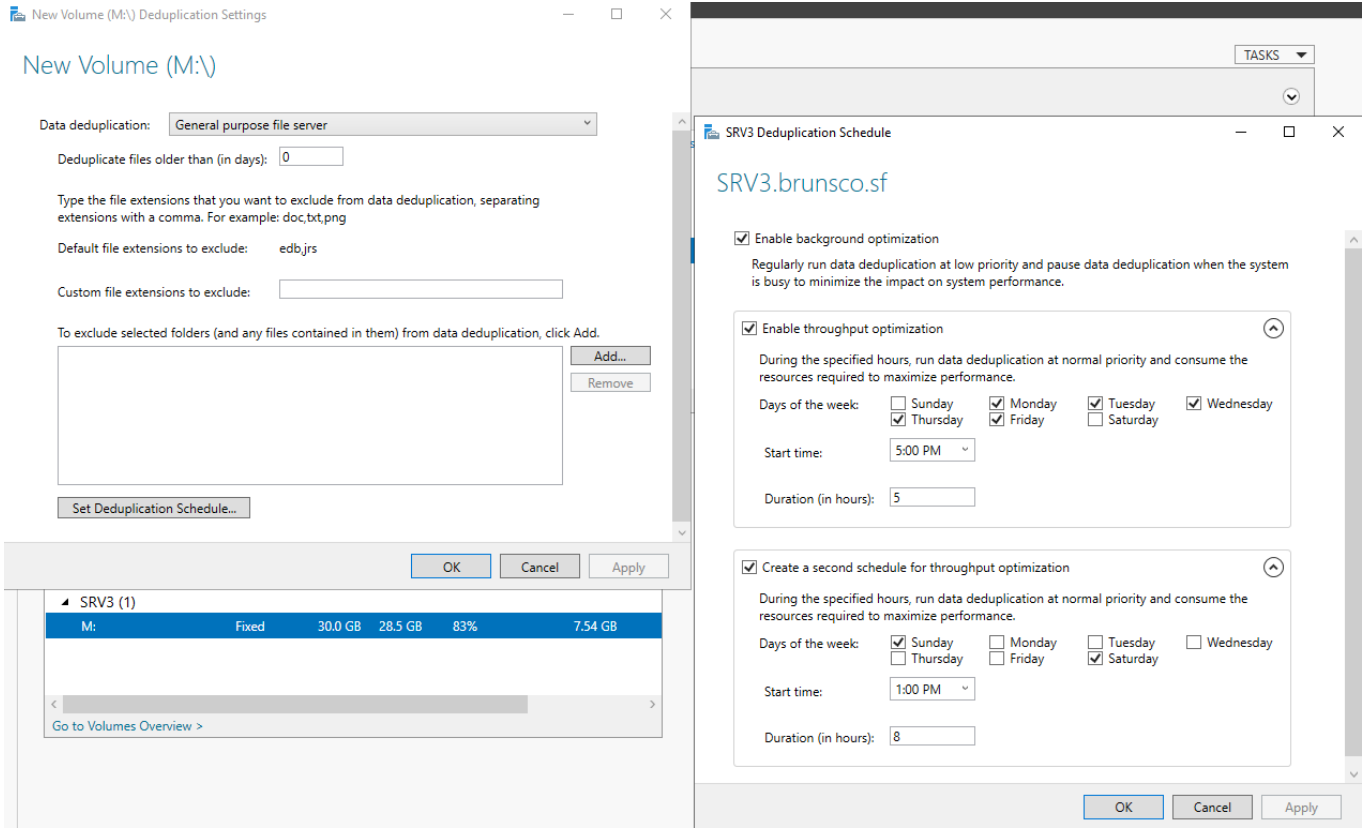 New Volume (M:\) Deduplication Settings
New Volume (M:\)
Data deduplication: General purpose file server
Deduplicate files older than (in days): 0
Type the file extensions that you want to exclude from data deduplication, separating
extensions with a comma. For example: doc,txt,png
Default file extensions to exclude: edb,jrs
Custom file extensions to exclude:
To exclude selected folders (and any files contained in them) from data deduplication, click Add.
Add...
Remove
Set Deduplication Schedule...
OK Cancel Apply
SRV3 (1)
M: Fixed 30.0 GB 28.5 GB 83% 7.54 GB
Go to Volumes Overview >
TASKS
SRV3 Deduplication Schedule
SRV3.brunsco.sf
Enable background optimization
Regularly run data deduplication at low priority and pause data deduplication when the system
is busy to minimize the impact on system performance.
Enable throughput optimization
During the specified hours, run data deduplication at normal priority and consume the
resources required to maximize performance.
Days of the week: Sunday Monday Tuesday Wednesday
Thursday Friday Saturday
Start time: 5:00 PM
Duration (in hours): 5
Create a second schedule for throughput optimization
During the specified hours, run data deduplication at normal priority and consume the
resources required to maximize performance.
Days of the week: Sunday Monday Tuesday Wednesday
Thursday Friday Saturday
Start time: 1:00 PM
Duration (in hours): 8
OK Cancel Apply